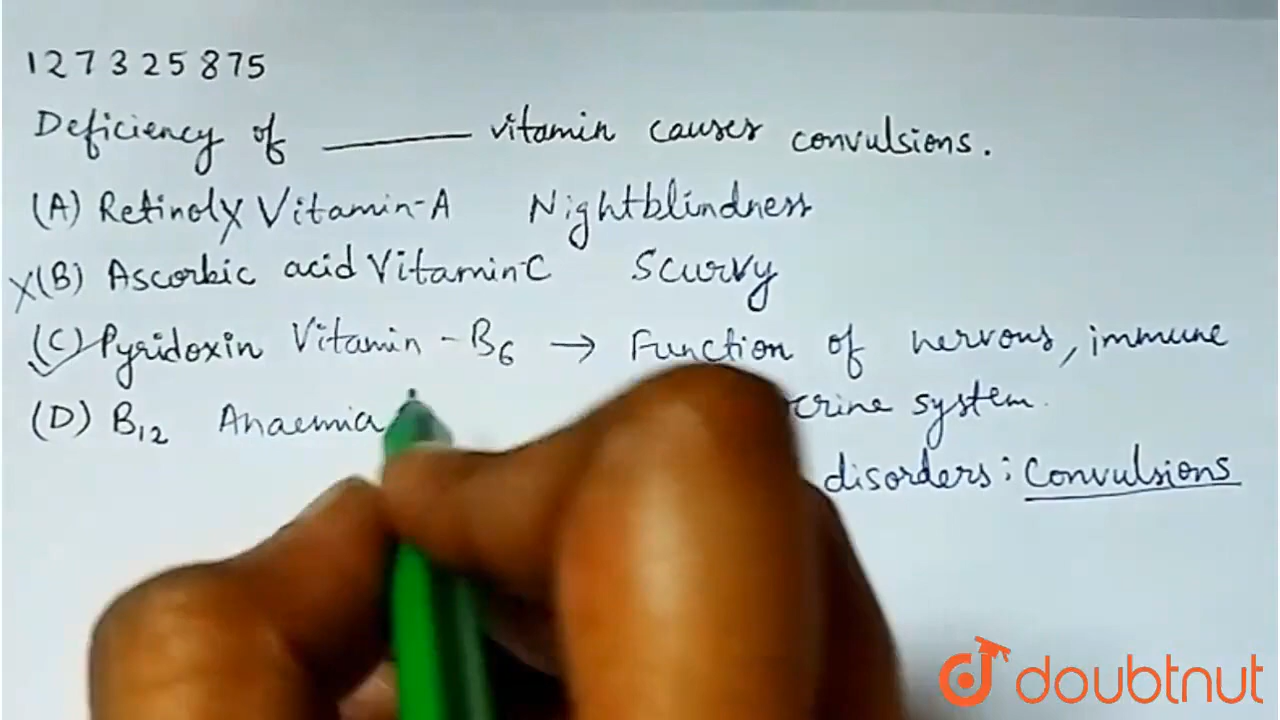 127325875
Deficiency of ______ vitamin causes convulsions.
(A) Retinol X Vitamin-A Nightblindness
X (B) Ascorbic acid Vitamin-C Scurvy
(C) Pyridoxin Vitamin-B6 → Function of nervous, immune
(D) B12 Anaemia crine system.
disorders: Convulsions
doubtnut